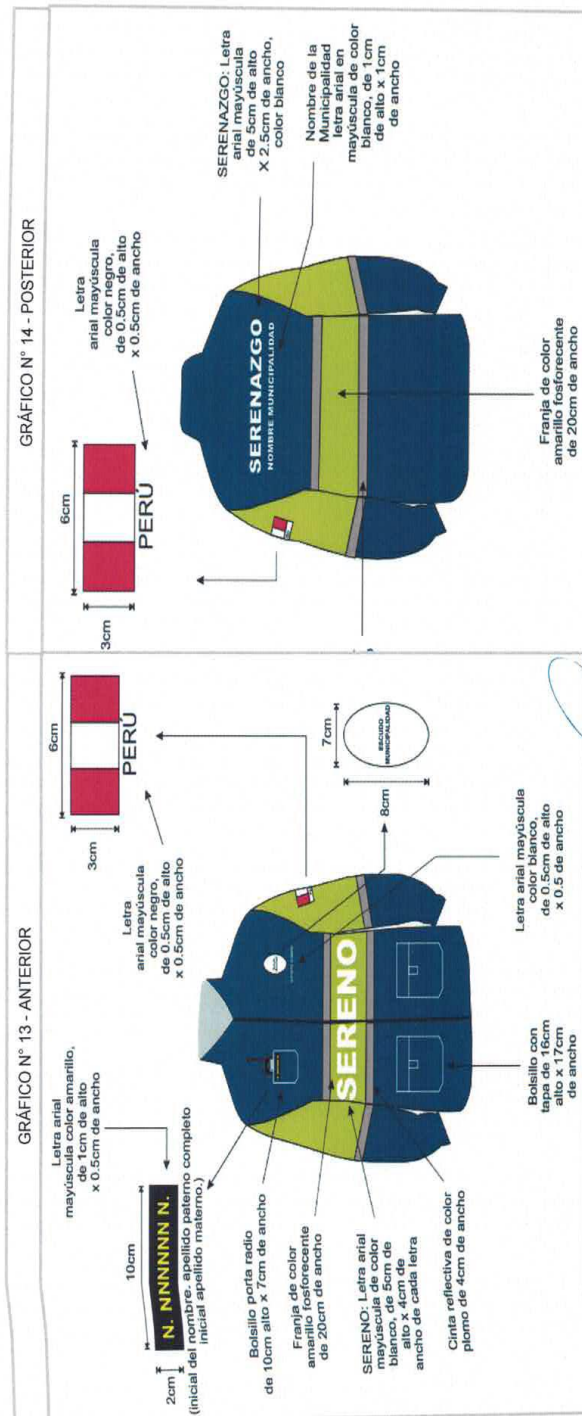 GRÁFICO N° 13 - ANTERIOR
Letra arial
mayúscula color amarillo,
de 1cm de alto
x 0.5cm de ancho
10cm
2cm
N. NNNNNN N.
(inicial del nombre. apellido paterno completo
inicial apellido materno.)
Bolsillo porta radio
de 10cm alto x 7cm de ancho
Franja de color
amarillo fosforecente
de 20cm de ancho
SERENO: Letra arial
mayúscula de color
blanco, de 5cm de
alto x 4cm de
ancho de cada letra
Cinta reflectiva de color
plomo de 4cm de ancho
SERENO
Letra
arial mayúscula
color negro,
de 0.5cm de alto
x 0.5cm de ancho
6cm
3cm
PERÚ
7cm
8cm
ESCUDO
MUNICIPALIDAD
Letra arial mayúscula
color blanco,
de 0.5cm de alto
x 0.5 de ancho
Bolsillo con
tapa de 16cm
alto x 17cm
de ancho
GRÁFICO N° 14 - POSTERIOR
6cm
3cm
PERÚ
Letra
arial mayúscula
color negro,
de 0.5cm de alto
x 0.5cm de ancho
SERENAZGO: Letra
arial mayúscula
de 5cm de alto
X 2.5cm de ancho,
color blanco
Nombre de la
Municipalidad
letra arial en
mayúscula de color
blanco, de 1cm
de alto x 1cm
de ancho
SERENAZGO
NOMBRE MUNICIPALIDAD
Franja de color
amarillo fosforecente
de 20cm de ancho